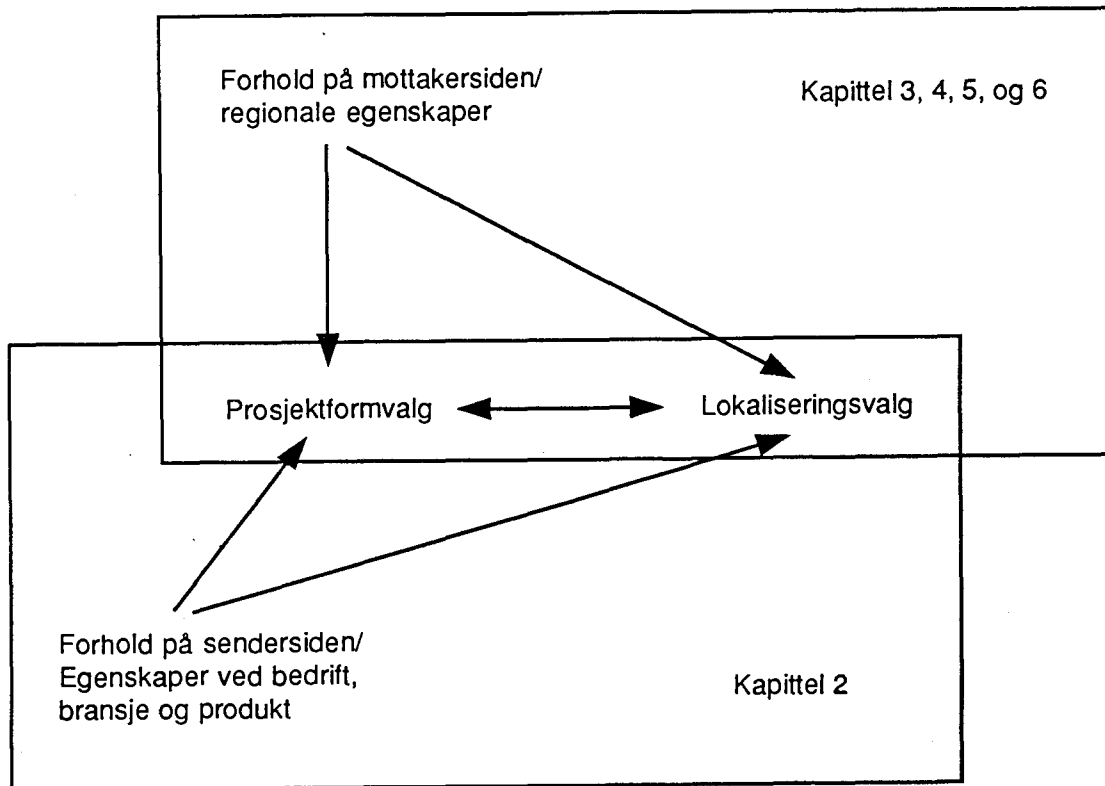 Forhold på mottakersiden/
regionale egenskaper
Kapittel 3, 4, 5, og 6
Prosjektformvalg
Lokaliseringsvalg
Forhold på sendersiden/
Egenskaper ved bedrift,
bransje og produkt
Kapittel 2